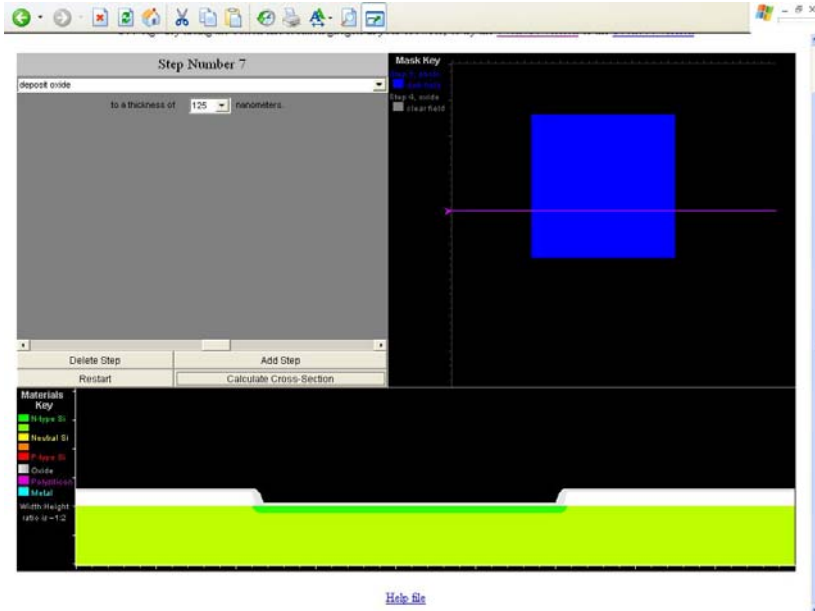 Step Number 7
deposit oxide
to a thickness of 125 nanometers.
Delete Step
Add Step
Restart
Calculate Cross-Section
Mask Key
Step 4, oxide
clear field
Materials
Key
N-type Si
Neutral Si
P-type Si
Oxide
Polysilicon
Metal
Width:Height
ratio is ~1:2
Help file